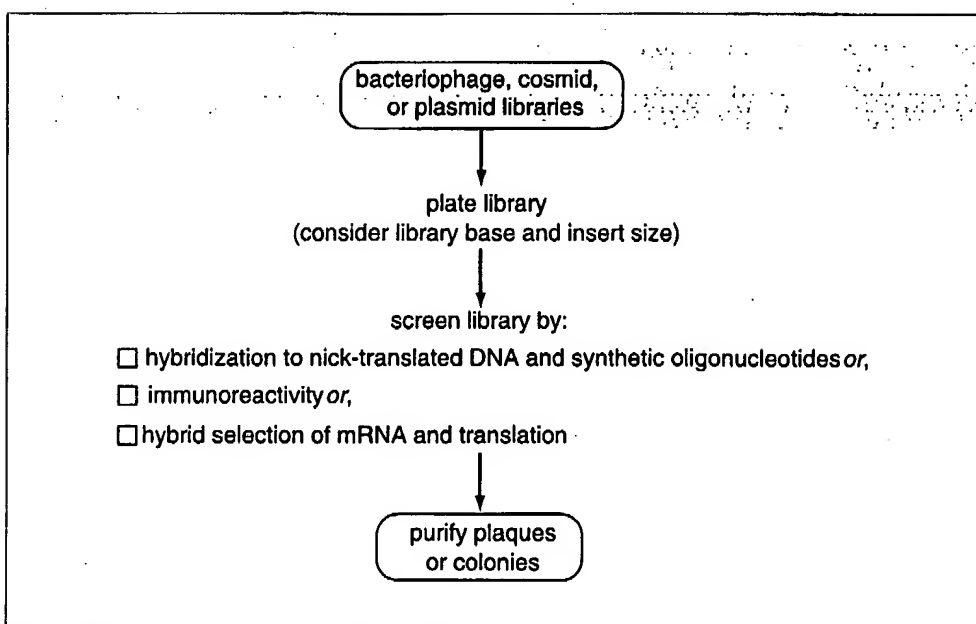 bacteriophage, cosmid,
or plasmid libraries
plate library
(consider library base and insert size)
screen library by:
☐ hybridization to nick-translated DNA and synthetic oligonucleotides or,
☐ immunoreactivity or,
☐ hybrid selection of mRNA and translation
purify plaques
or colonies